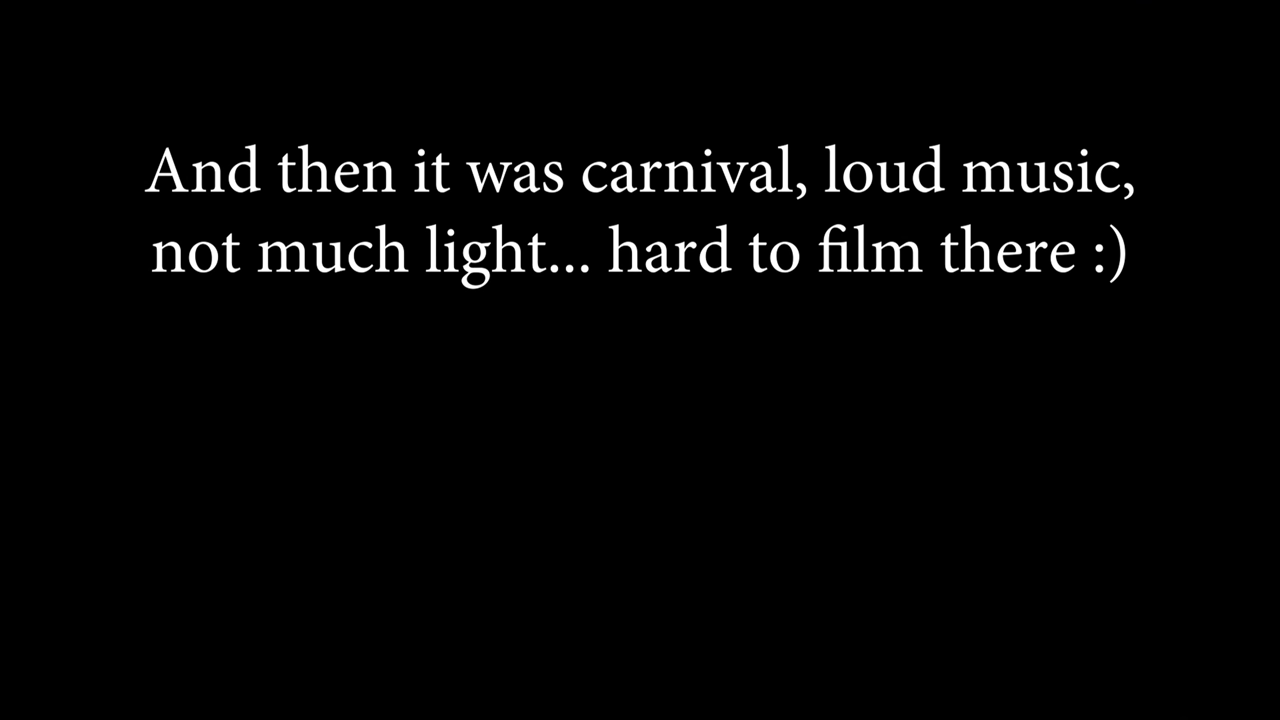 And then it was carnival, loud music,
not much light... hard to film there :)